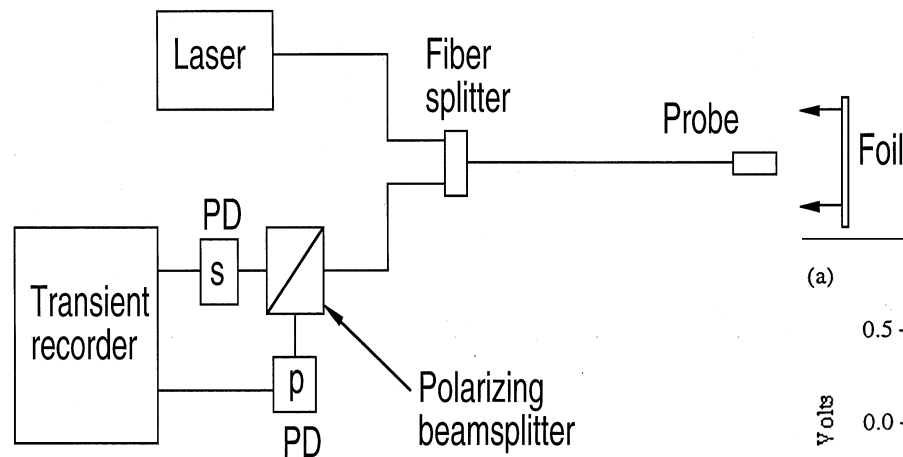 Laser
Fiber
splitter
Probe
Foil
PD
s
Transient
recorder
p
PD
Polarizing
beamsplitter
(a)
0.5
Volts
0.0